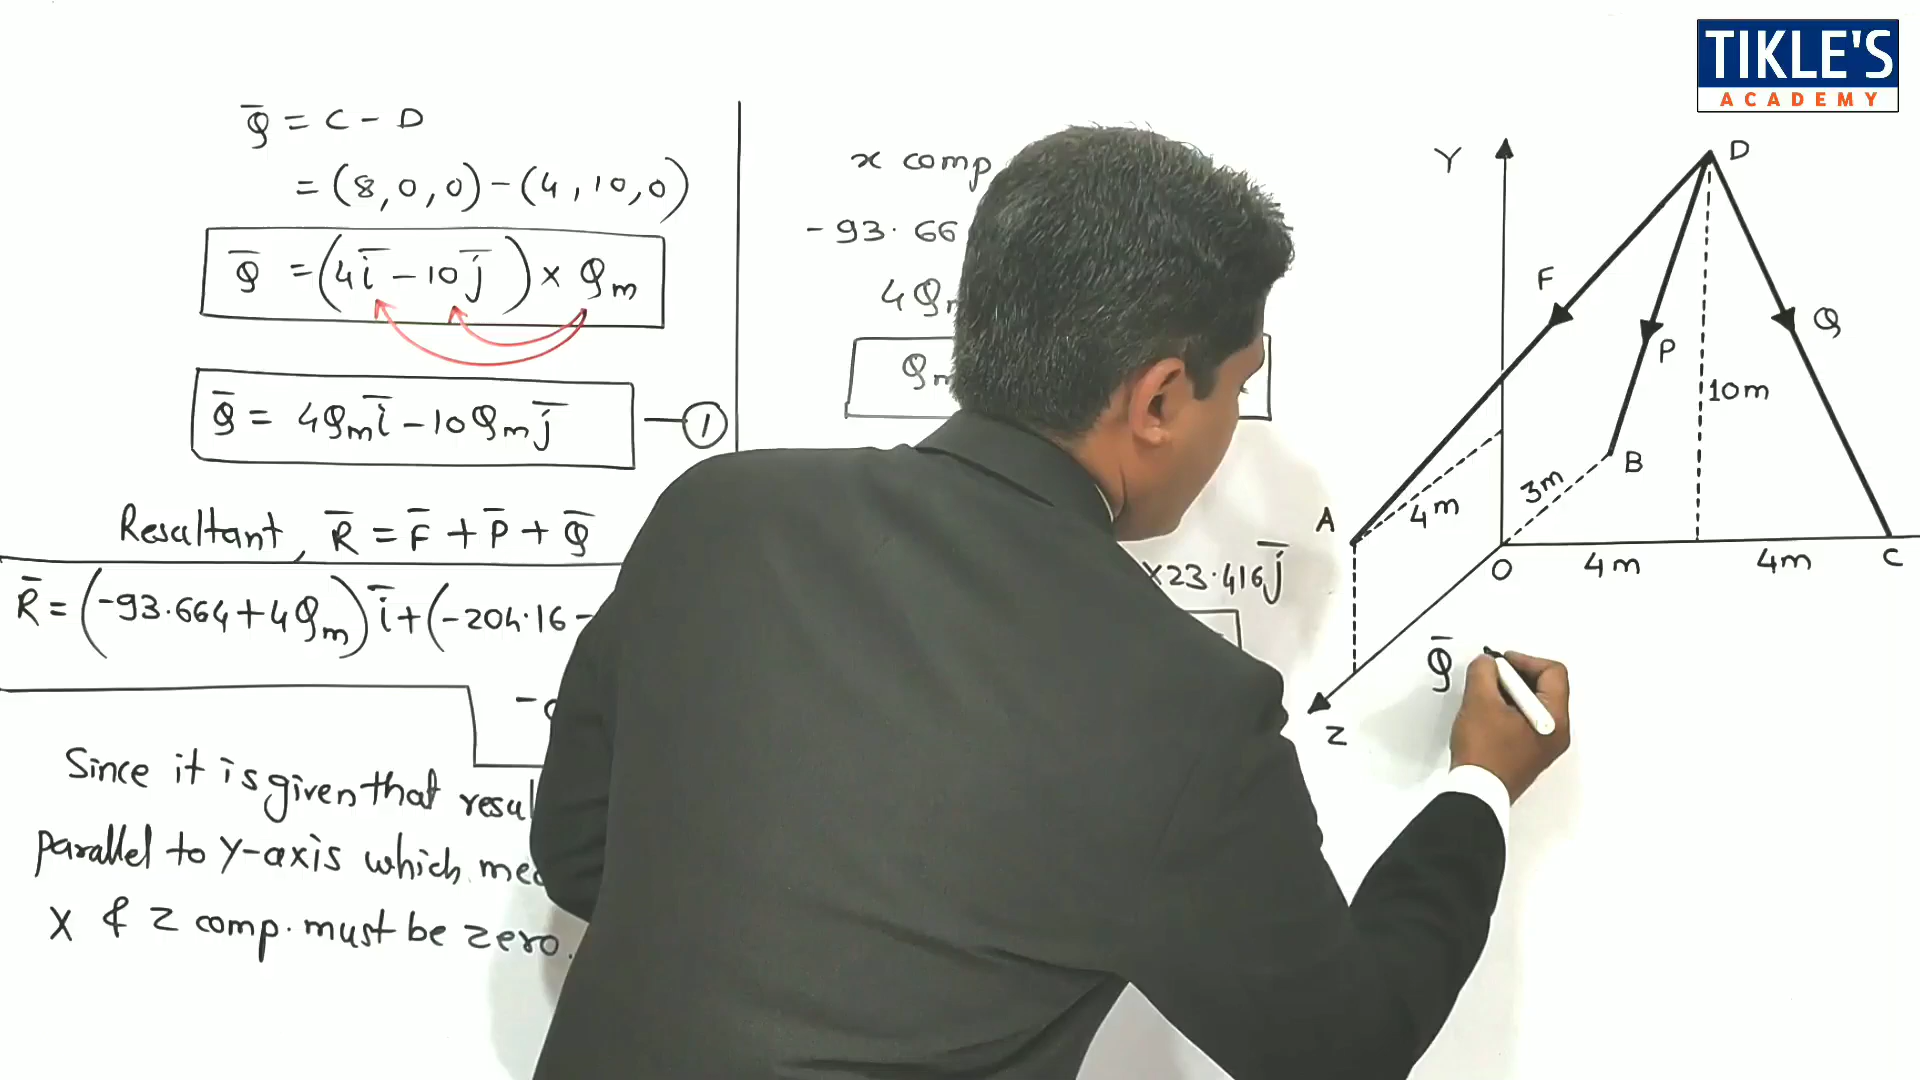 TIKLE'S
ACADEMY
Q̄ = C - D
= (8, 0, 0) - (4, 10, 0)
Q̄ = (4ī - 10j̄) × Qm
Q̄ = 4Qmī - 10Qmj̄ — ①
Resultant, R̄ = F̄ + P̄ + Q̄
R̄ = (-93.664 + 4Qm)ī + (-204.16 -
Since it is given that
parallel to Y-axis which
X & Z comp. must be zero.
x comp
-93.66
4Q
Qm
×23.416j̄
Y
D
F
P
Q
10m
A
4m
3m
B
O
4m
4m
C
Z
Q̄